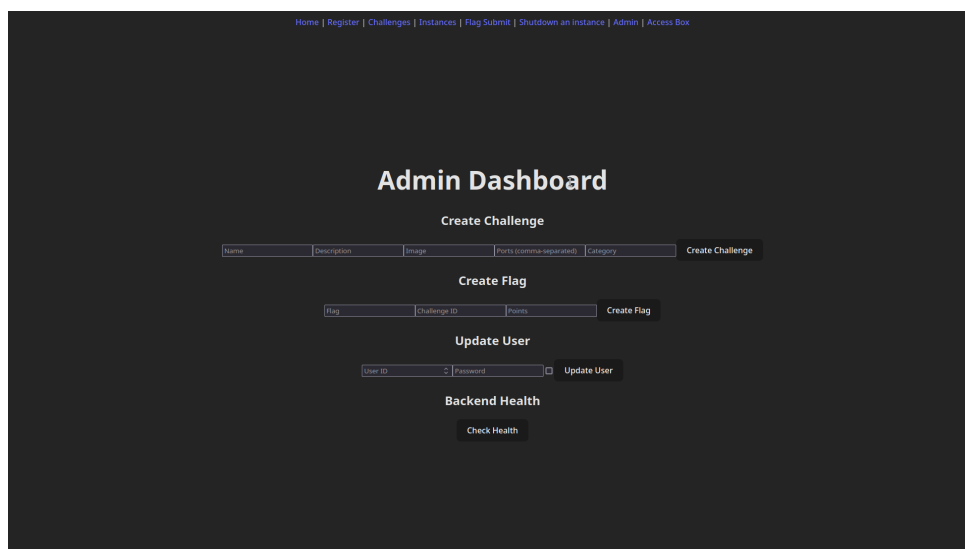 Home | Register | Challenges | Instances | Flag Submit | Shutdown an instance | Admin | Access Box
Admin Dashboard
Create Challenge
Name Description Image Ports (comma-separated) Category Create Challenge
Create Flag
Flag Challenge ID Points Create Flag
Update User
User ID Password Update User
Backend Health
Check Health